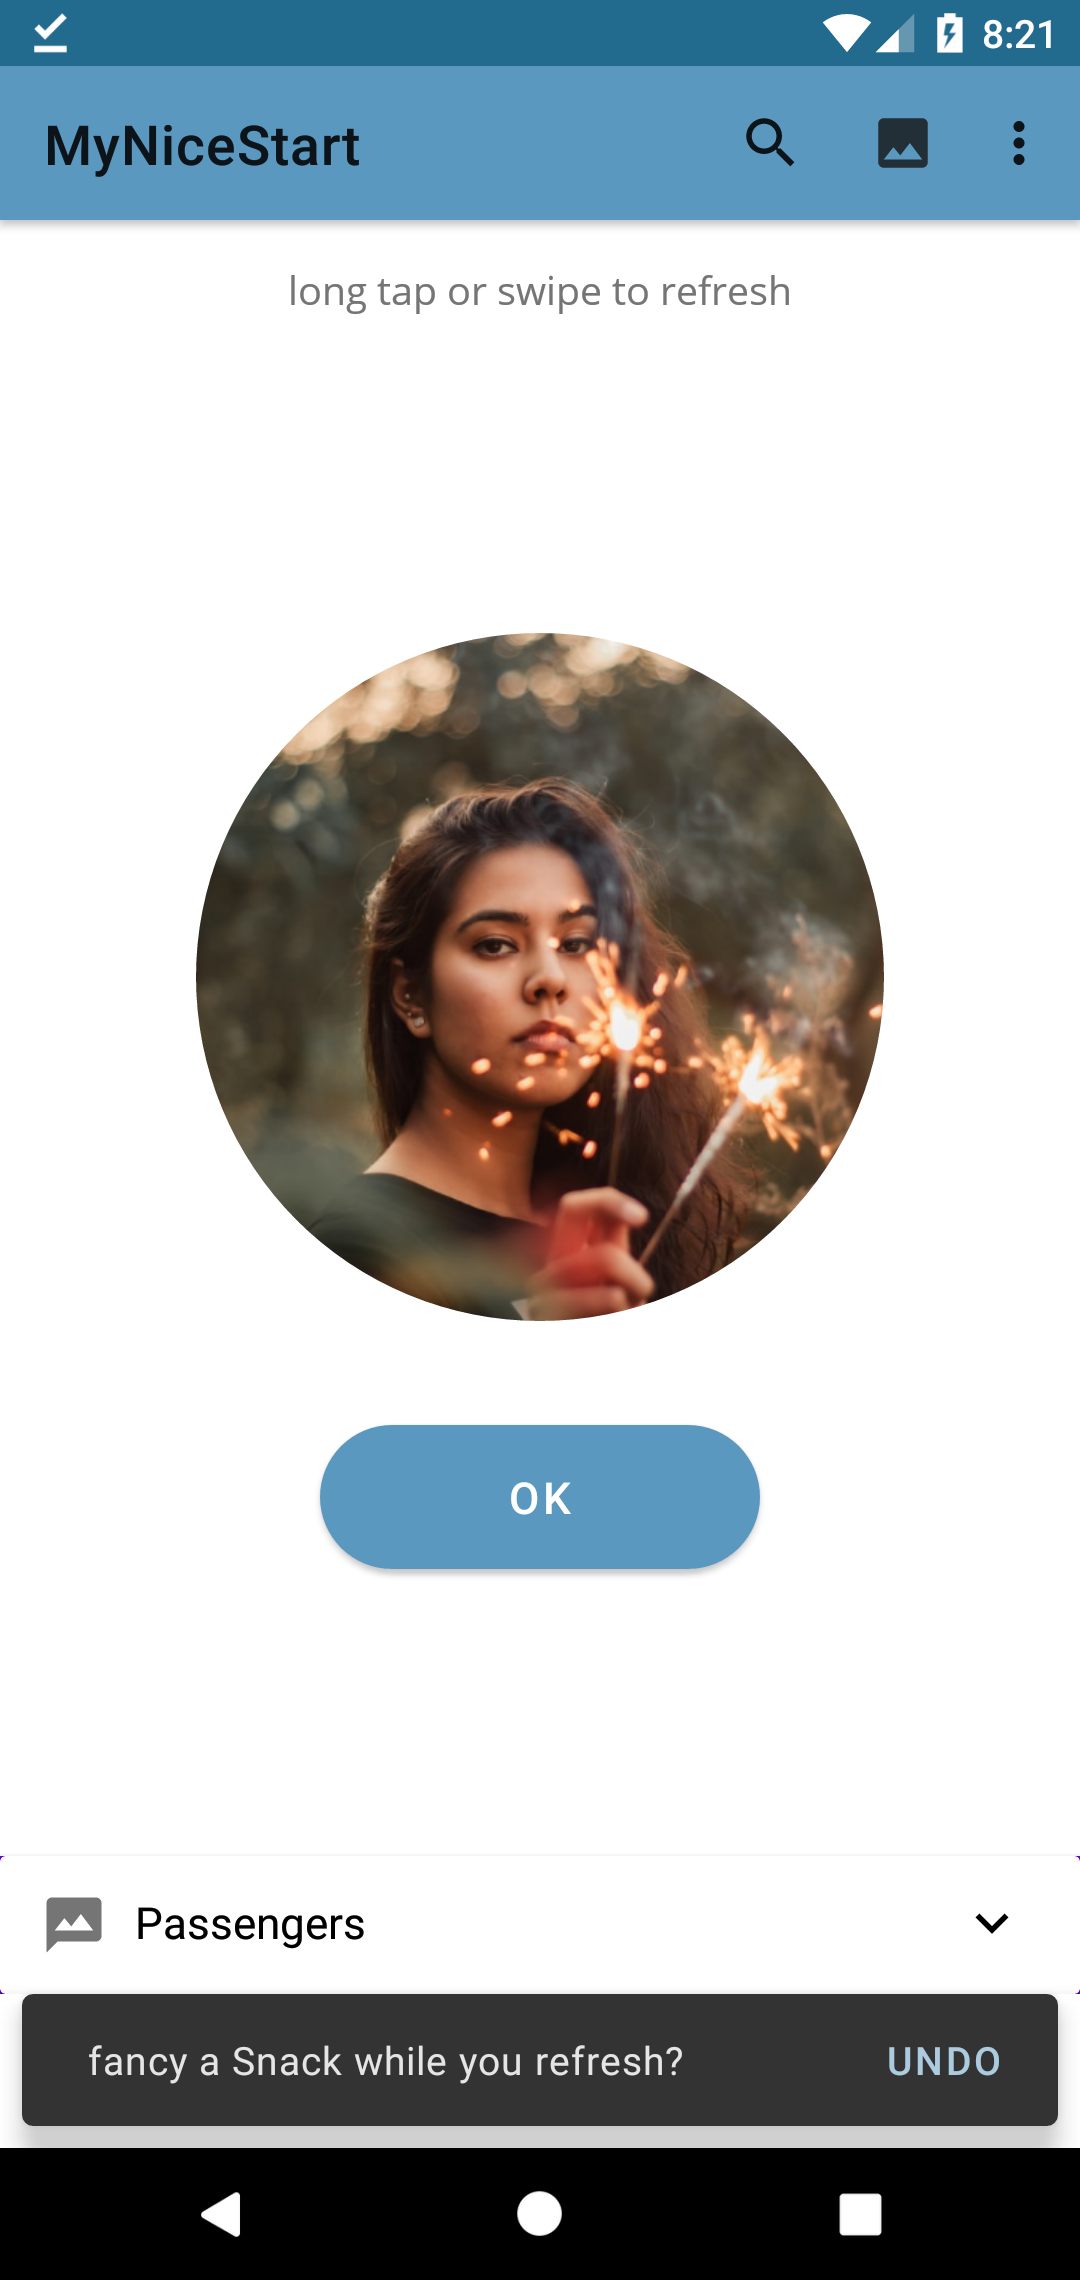 8:21
MyNiceStart
long tap or swipe to refresh
OK
Passengers
fancy a Snack while you refresh? UNDO